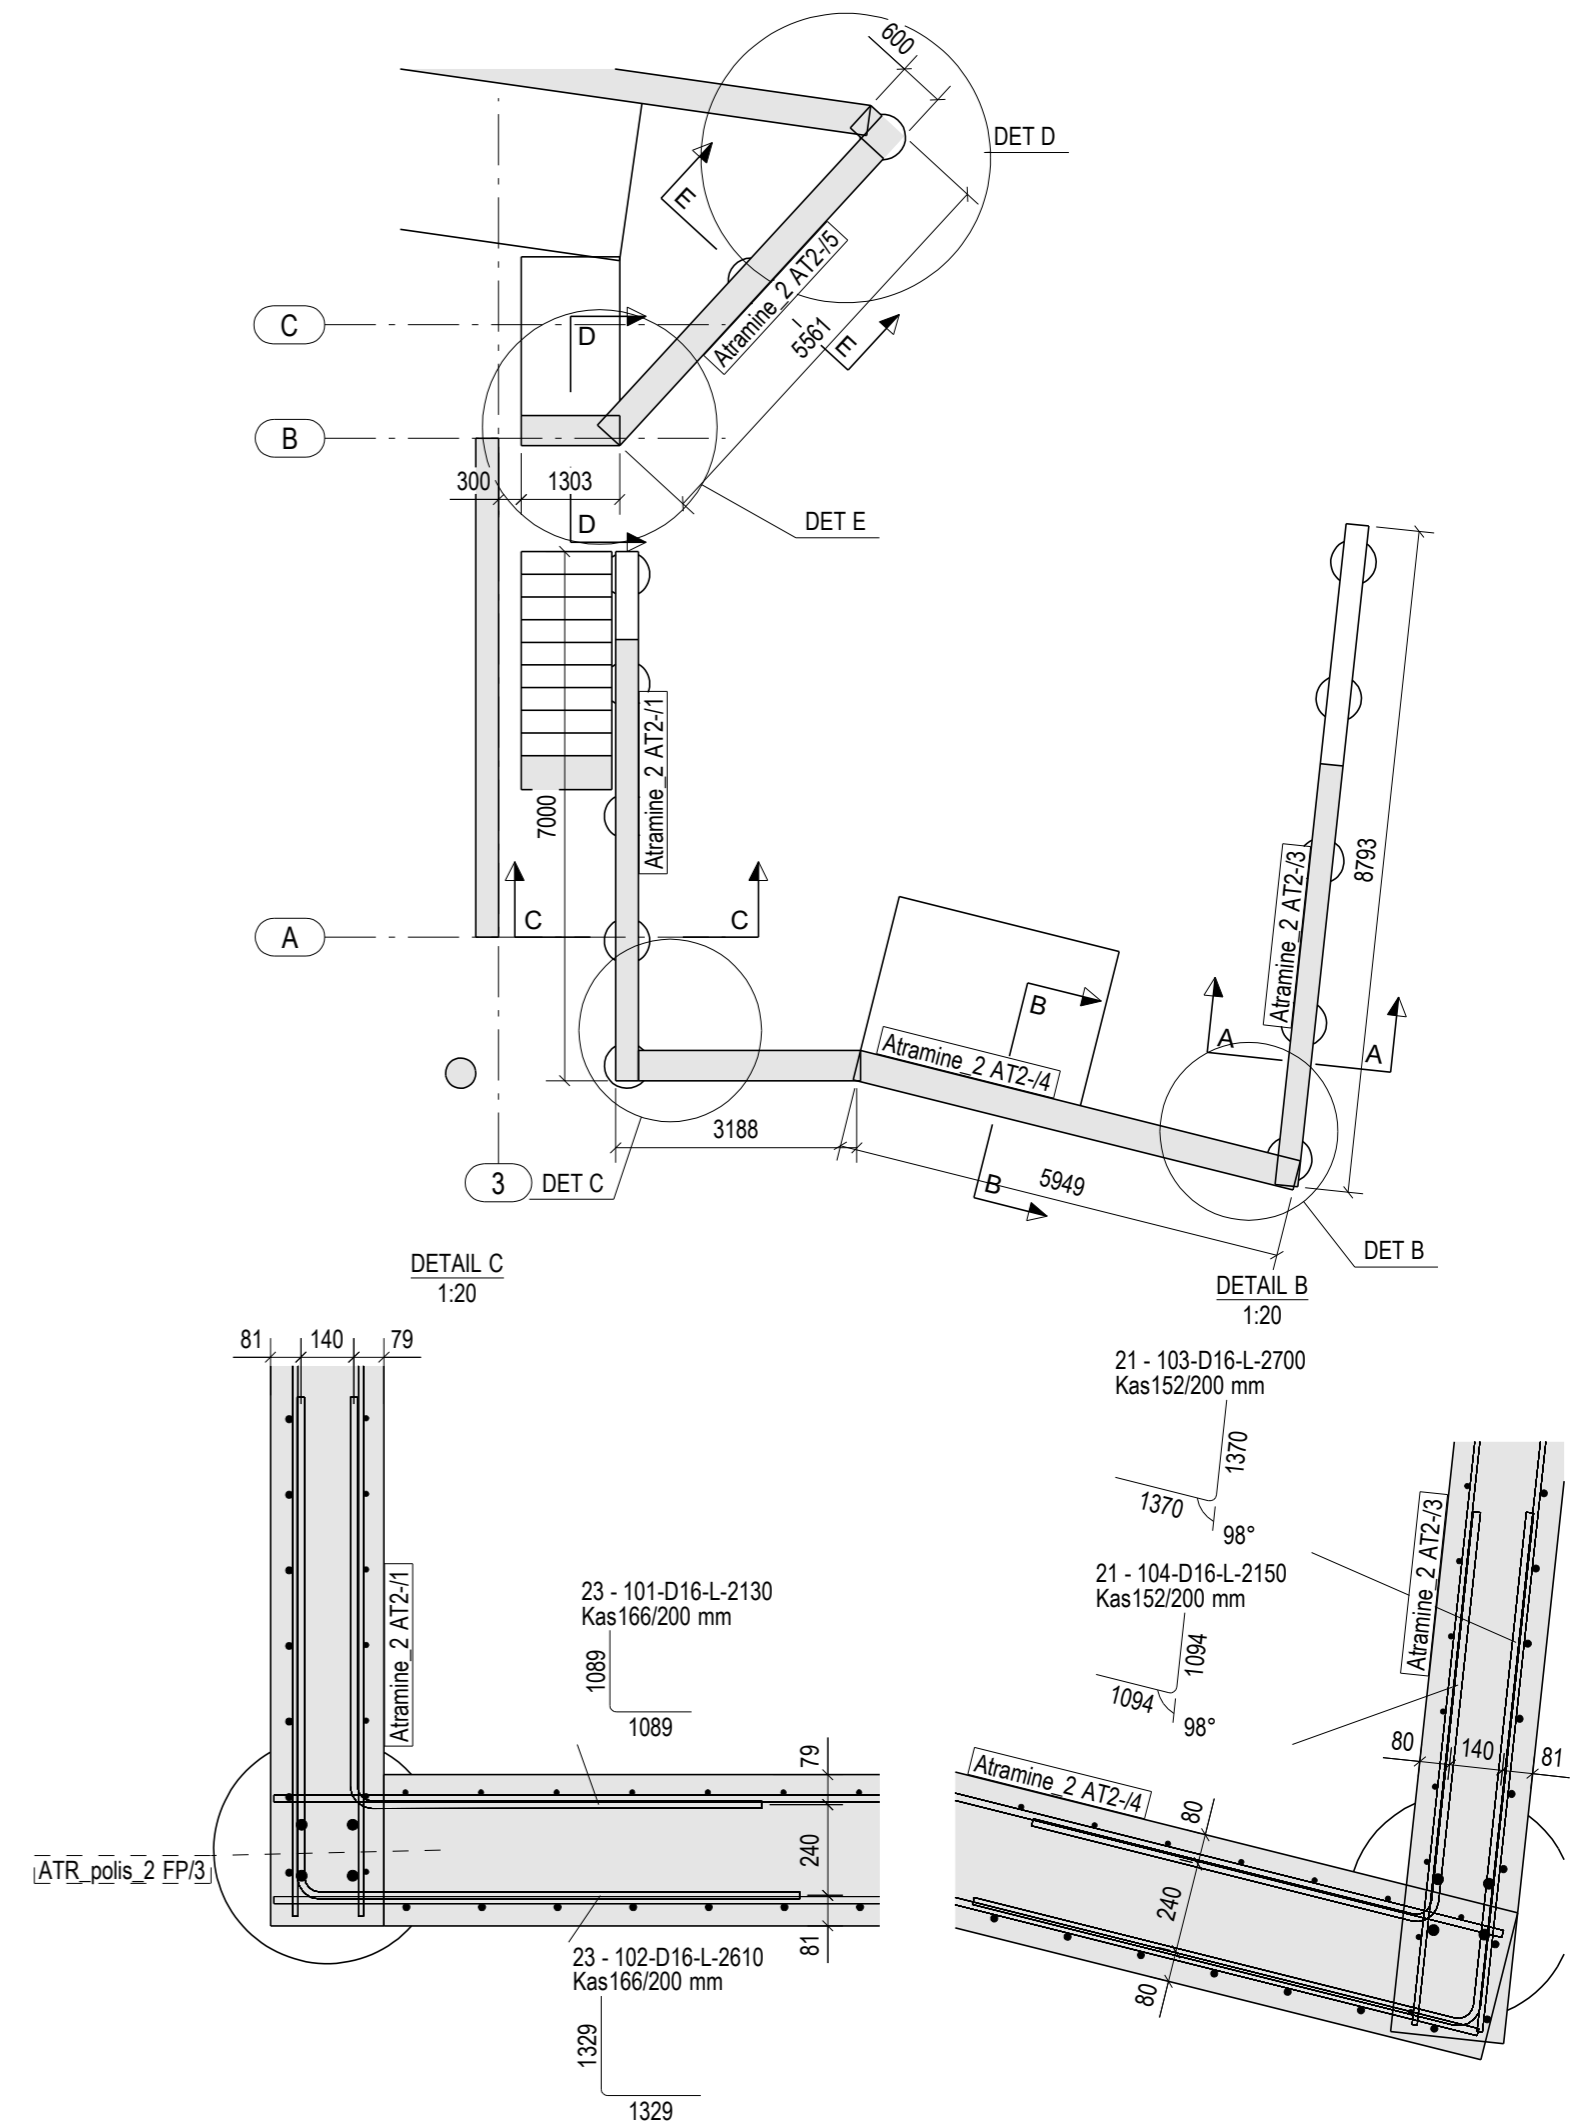 600
DET D
E
Atramine_2 AT2-/5
C
D
5561
E
B
300
1303
D
DET E
Atramine_2 AT2-/1
7000
8793
Atramine_2 AT2-/3
A
C
C
B
Atramine_2 AT2-/4
A
A
3188
3
DET C
B
5949
DET B
DETAIL C
1:20
DETAIL B
1:20
81
140
79
21 - 103-D16-L-2700
Kas152/200 mm
1370
1370
98°
Atramine_2 AT2-/3
21 - 104-D16-L-2150
Kas152/200 mm
1094
1094
98°
Atramine_2 AT2-/1
23 - 101-D16-L-2130
Kas166/200 mm
1089
1089
79
80
140
81
Atramine_2 AT2-/4
80
240
ATR_polis_2 FP/3
240
81
80
23 - 102-D16-L-2610
Kas166/200 mm
1329
1329